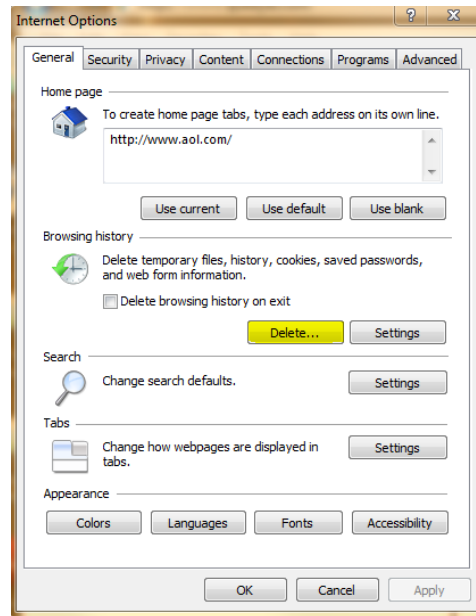 Internet Options
General Security Privacy Content Connections Programs Advanced
Home page
To create home page tabs, type each address on its own line.
http://www.aol.com/
Use current Use default Use blank
Browsing history
Delete temporary files, history, cookies, saved passwords,
and web form information.
Delete browsing history on exit
Delete... Settings
Search
Change search defaults. Settings
Tabs
Change how webpages are displayed in Settings
tabs.
Appearance
Colors Languages Fonts Accessibility
OK Cancel Apply